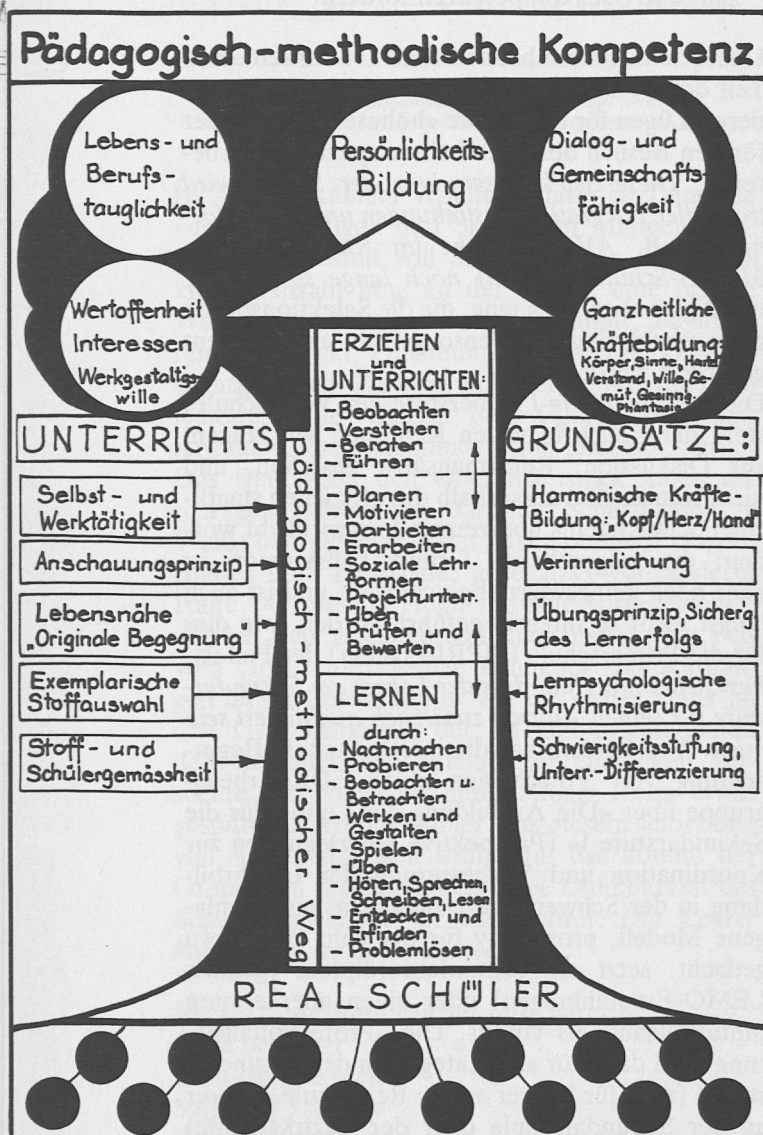 Pädagogisch-methodische Kompetenz
Lebens- und
Berufs-
tauglichkeit
Persönlichkeits-
Bildung
Dialog- und
Gemeinschafts-
fähigkeit
Wertoffenheit
Interessen
Werkgestaltgs-
wille
Ganzheitliche
Kräftebildung:
Körper, Sinne, Hand
Verstand, Wille, Ge-
müt, Gesinng.
Phantasie
UNTERRICHTS
GRUNDSÄTZE:
Selbst- und
Werktätigkeit
Anschauungsprinzip
Lebensnähe
„Originale Begegnung
Exemplarische
Stoffauswahl
Stoff- und
Schülergemässheit
pädagogisch-methodischer Weg
ERZIEHEN
und
UNTERRICHTEN:
- Beobachten
- Verstehen
- Beraten
- Führen
- Planen
- Motivieren
- Darbieten
- Erarbeiten
- Soziale Lehr-
formen
- Projektunterr.
- Üben
- Prüfen und
Bewerten
LERNEN
durch:
- Nachmachen
- Probieren
- Beobachten u.
Betrachten
- Werken und
Gestalten
- Spielen
- Üben
- Hören, Sprechen,
Schreiben, Lesen
- Entdecken und
Erfinden
- Problemlösen
Harmonische Kräfte-
Bildung: „Kopf/Herz/Hand"
Verinnerlichung
Übungsprinzip, Sicherg.
des Lernerfolgs
Lernpsychologische
Rhythmisierung
Schwierigkeitsstufung,
Unterr.-Differenzierung
REALSCHÜLER